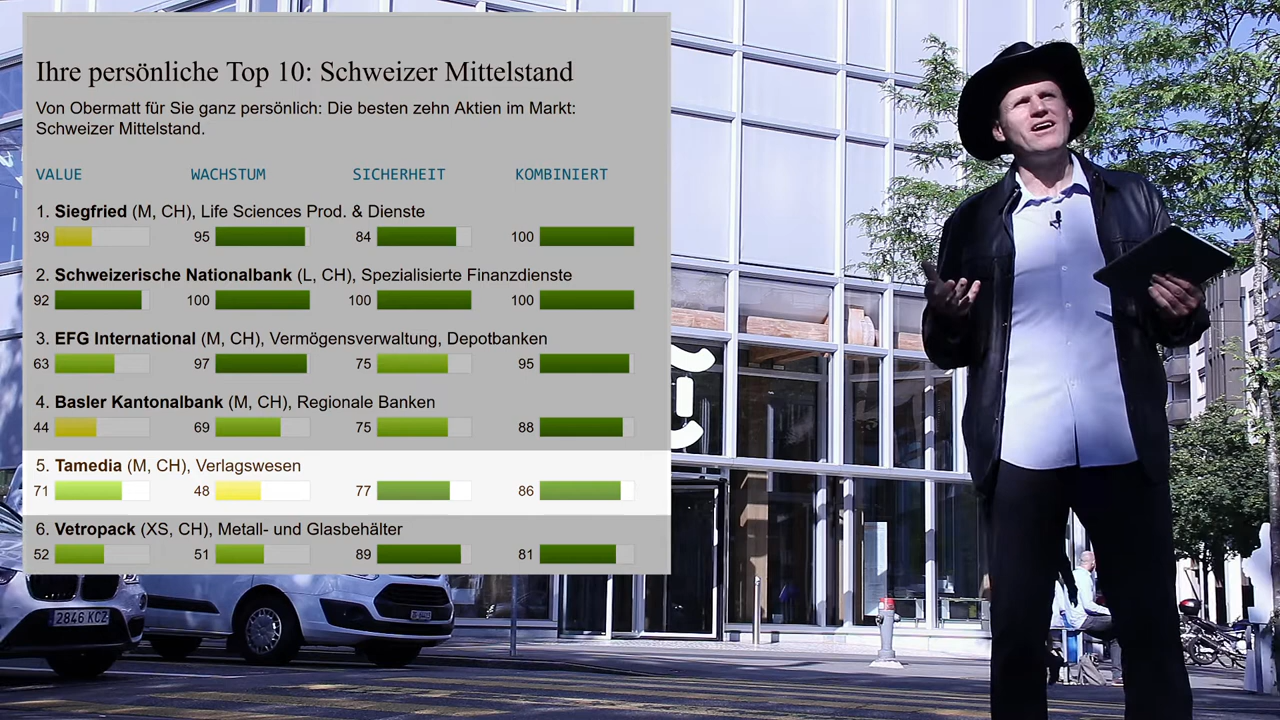 Ihre persönliche Top 10: Schweizer Mittelstand
Von Obermatt für Sie ganz persönlich: Die besten zehn Aktien im Markt:
Schweizer Mittelstand.
VALUE WACHSTUM SICHERHEIT KOMBINIERT
1. Siegfried (M, CH), Life Sciences Prod. & Dienste
39 95 84 100
2. Schweizerische Nationalbank (L, CH), Spezialisierte Finanzdienste
92 100 100 100
3. EFG International (M, CH), Vermögensverwaltung, Depotbanken
63 97 75 95
4. Basler Kantonalbank (M, CH), Regionale Banken
44 69 75 88
5. Tamedia (M, CH), Verlagswesen
71 48 77 86
6. Vetropack (XS, CH), Metall- und Glasbehälter
52 51 89 81
2846 KCZ